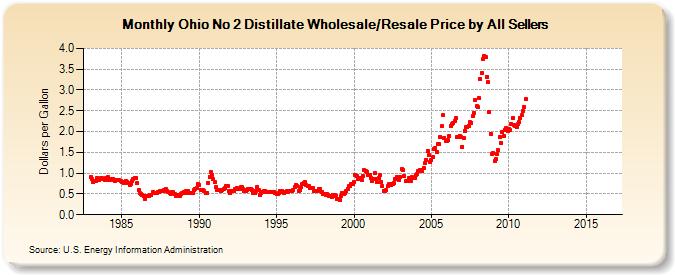 Monthly Ohio No 2 Distillate Wholesale/Resale Price by All Sellers
Dollars per Gallon
4.0
3.5
3.0
2.5
2.0
1.5
1.0
0.5
0.0
1985 1990 1995 2000 2005 2010 2015
Source: U.S. Energy Information Administration